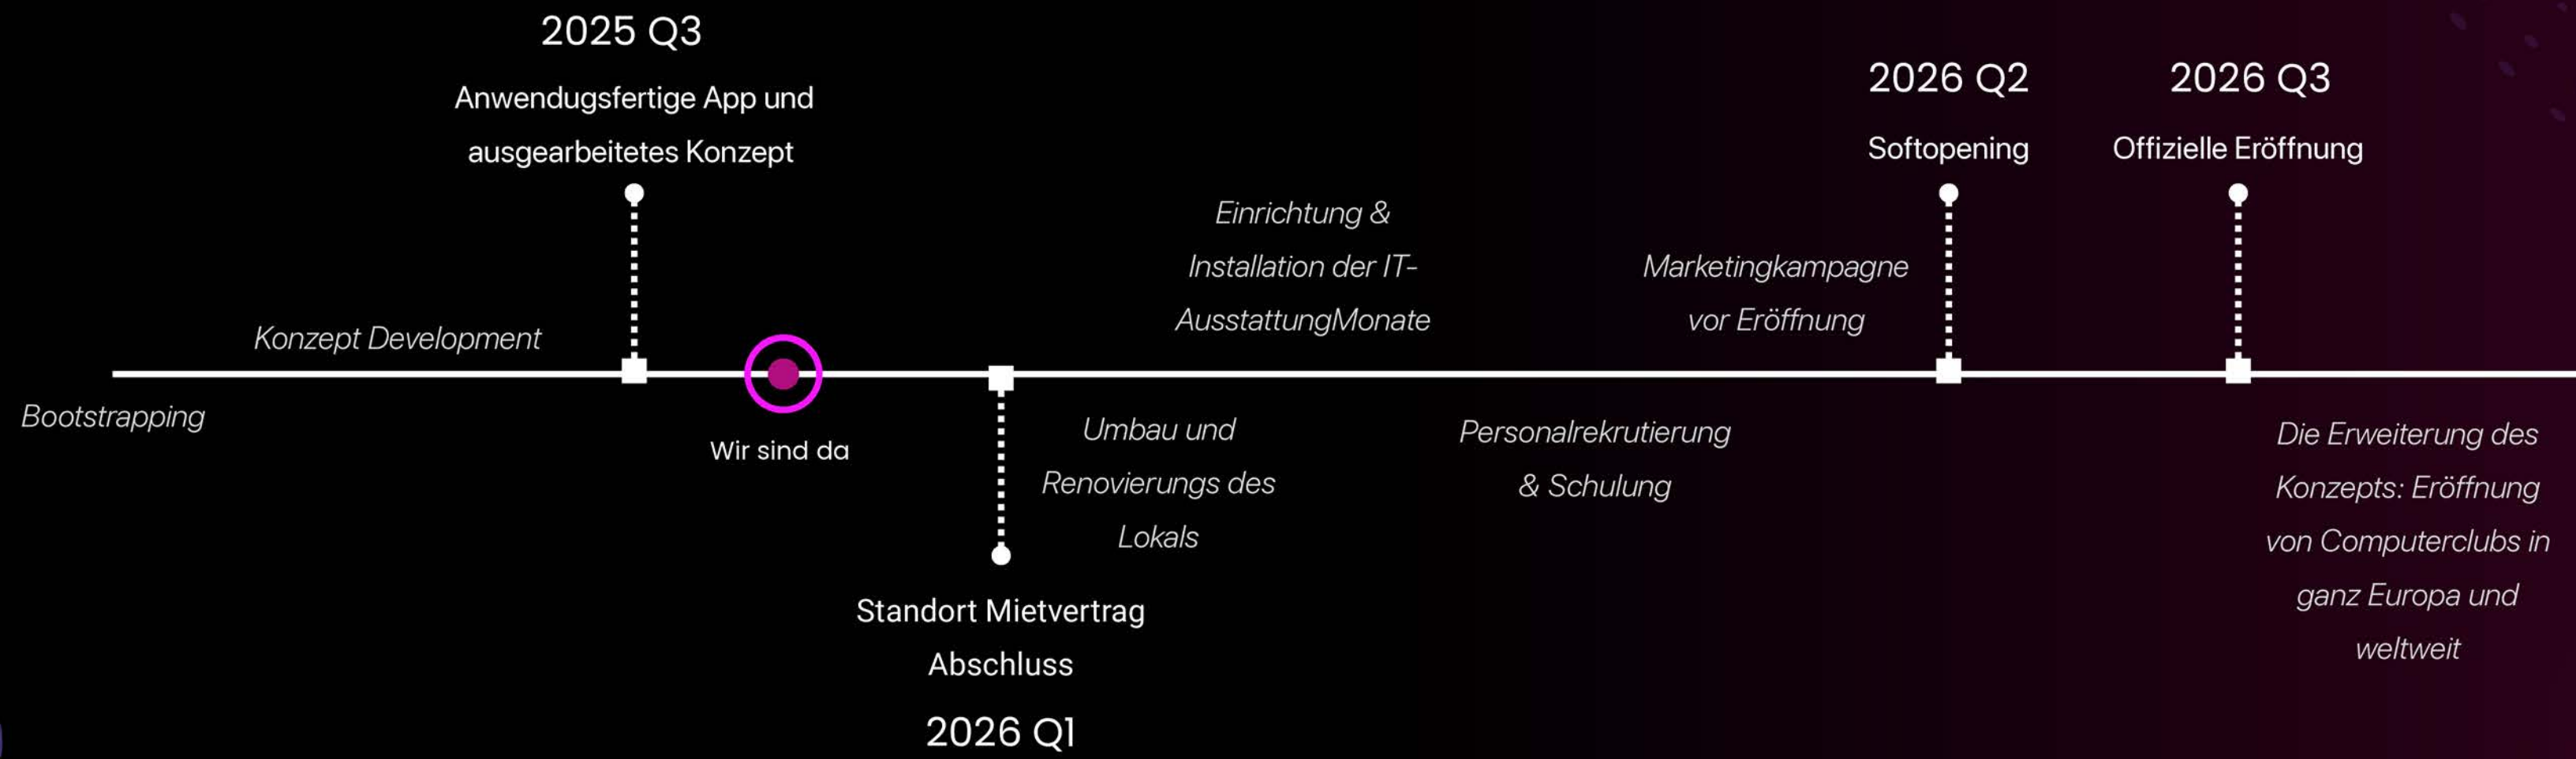 2025 Q3
Anwendugsfertige App und
ausgearbeitetes Konzept
2026 Q2
Softopening
2026 Q3
Offizielle Eröffnung
Einrichtung &
Installation der IT-
AusstattungMonate
Marketingkampagne
vor Eröffnung
Konzept Development
Bootstrapping
Wir sind da
Umbau und
Renovierungs des
Lokals
Personalrekrutierung
& Schulung
Die Erweiterung des
Konzepts: Eröffnung
von Computerclubs in
ganz Europa und
weltweit
Standort Mietvertrag
Abschluss
2026 Q1